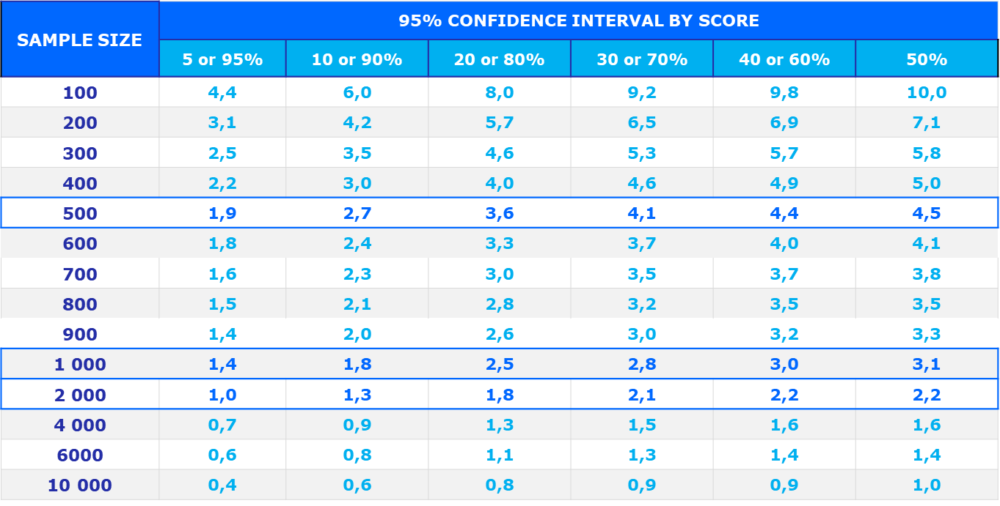 SAMPLE SIZE
95% CONFIDENCE INTERVAL BY SCORE
5 or 95% 10 or 90% 20 or 80% 30 or 70% 40 or 60% 50%
100 4,4 6,0 8,0 9,2 9,8 10,0
200 3,1 4,2 5,7 6,5 6,9 7,1
300 2,5 3,5 4,6 5,3 5,7 5,8
400 2,2 3,0 4,0 4,6 4,9 5,0
500 1,9 2,7 3,6 4,1 4,4 4,5
600 1,8 2,4 3,3 3,7 4,0 4,1
700 1,6 2,3 3,0 3,5 3,7 3,8
800 1,5 2,1 2,8 3,2 3,5 3,5
900 1,4 2,0 2,6 3,0 3,2 3,3
1 000 1,4 1,8 2,5 2,8 3,0 3,1
2 000 1,0 1,3 1,8 2,1 2,2 2,2
4 000 0,7 0,9 1,3 1,5 1,6 1,6
6000 0,6 0,8 1,1 1,3 1,4 1,4
10 000 0,4 0,6 0,8 0,9 0,9 1,0